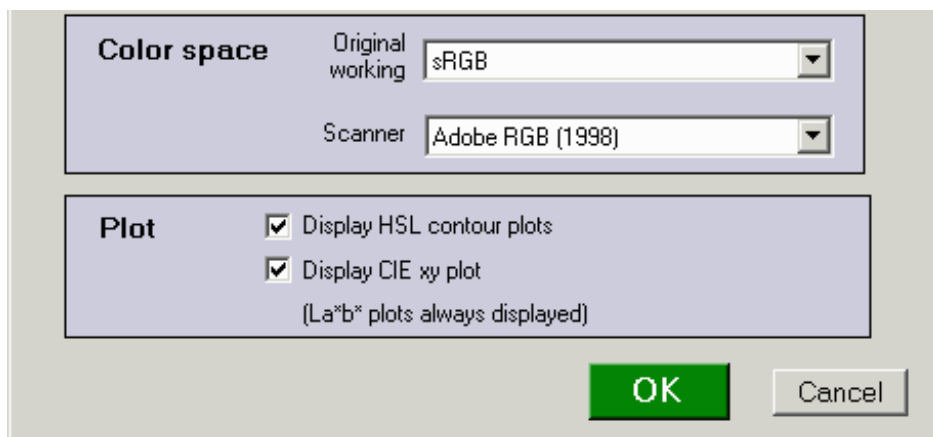 Color space
Original
working
sRGB
Scanner
Adobe RGB (1998)
Plot
Display HSL contour plots
Display CIE xy plot
(La*b* plots always displayed)
OK
Cancel